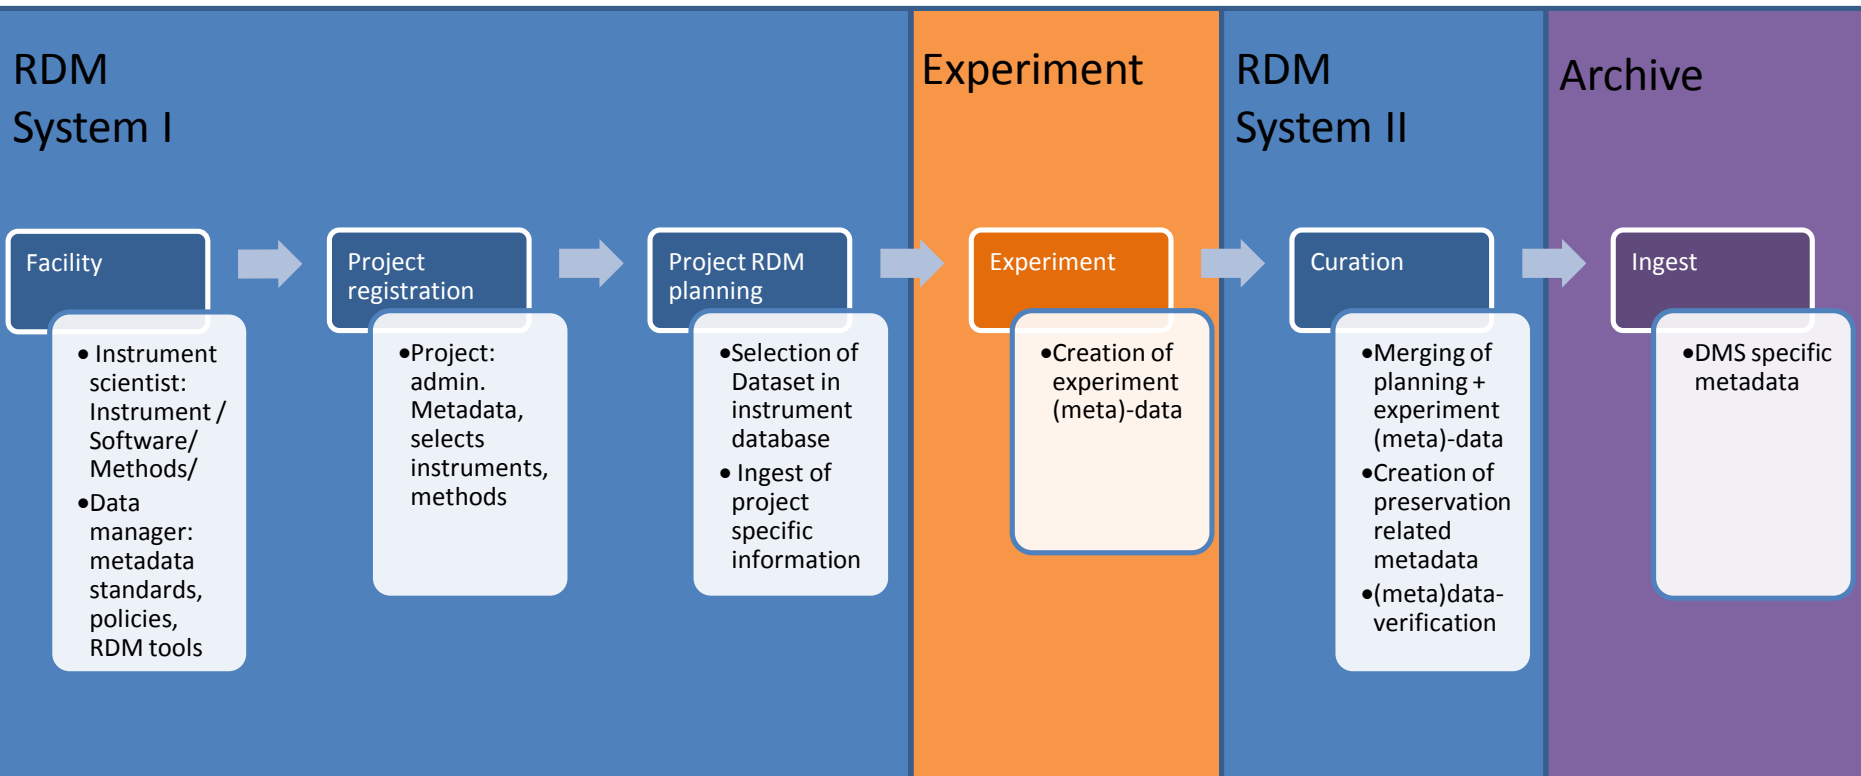 RDM
System I
Experiment
RDM
System II
Archive
Facility
• Instrument
scientist:
Instrument /
Software/
Methods/
•Data
manager:
metadata
standards,
policies,
RDM tools
Project
registration
•Project:
admin.
Metadata,
selects
instruments,
methods
Project RDM
planning
•Selection of
Dataset in
instrument
database
• Ingest of
project
specific
information
Experiment
•Creation of
experiment
(meta)-data
Curation
•Merging of
planning +
experiment
(meta)-data
•Creation of
preservation
related
metadata
•(meta)data-
verification
Ingest
•DMS specific
metadata